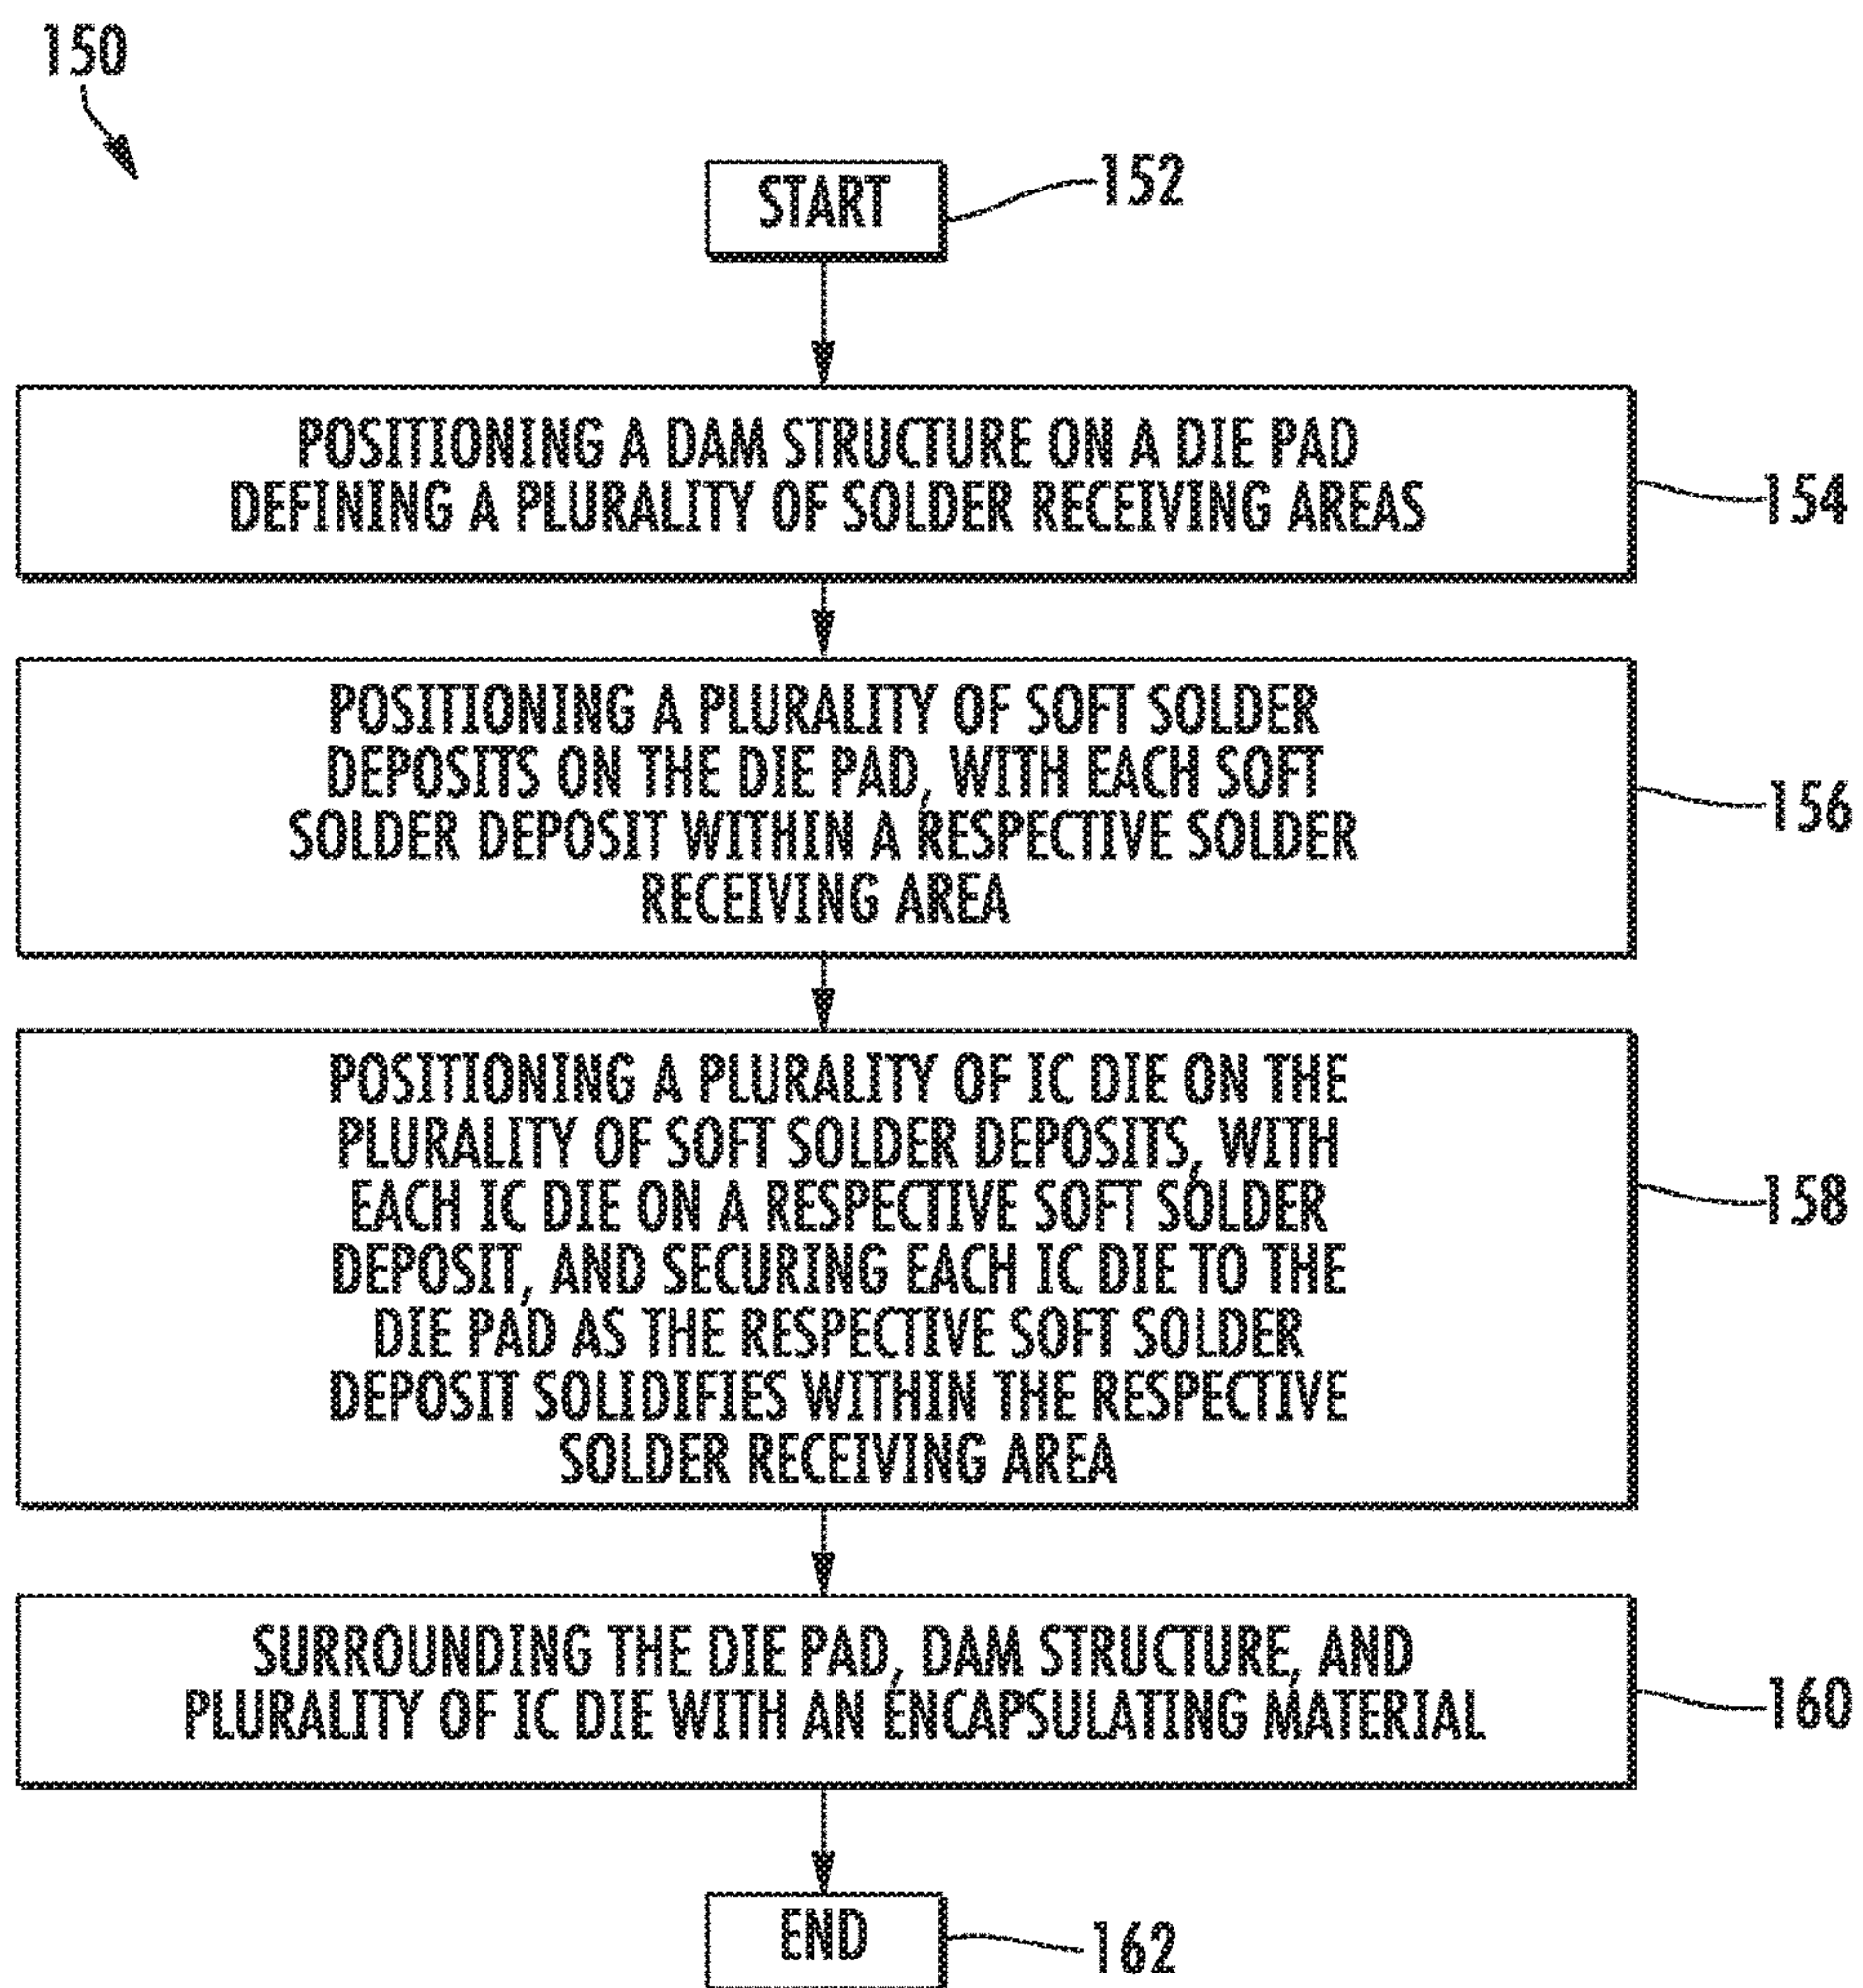 150
START
152
POSITIONING A DAM STRUCTURE ON A DIE PAD
DEFINING A PLURALITY OF SOLDER RECEIVING AREAS
154
POSITIONING A PLURALITY OF SOFT SOLDER
DEPOSITS ON THE DIE PAD, WITH EACH SOFT
SOLDER DEPOSIT WITHIN A RESPECTIVE SOLDER
RECEIVING AREA
156
POSITIONING A PLURALITY OF IC DIE ON THE
PLURALITY OF SOFT SOLDER DEPOSITS, WITH
EACH IC DIE ON A RESPECTIVE SOFT SOLDER
DEPOSIT, AND SECURING EACH IC DIE TO THE
DIE PAD AS THE RESPECTIVE SOFT SOLDER
DEPOSIT SOLIDIFIES WITHIN THE RESPECTIVE
SOLDER RECEIVING AREA
158
SURROUNDING THE DIE PAD, DAM STRUCTURE, AND
PLURALITY OF IC DIE WITH AN ENCAPSULATING MATERIAL
160
END
162